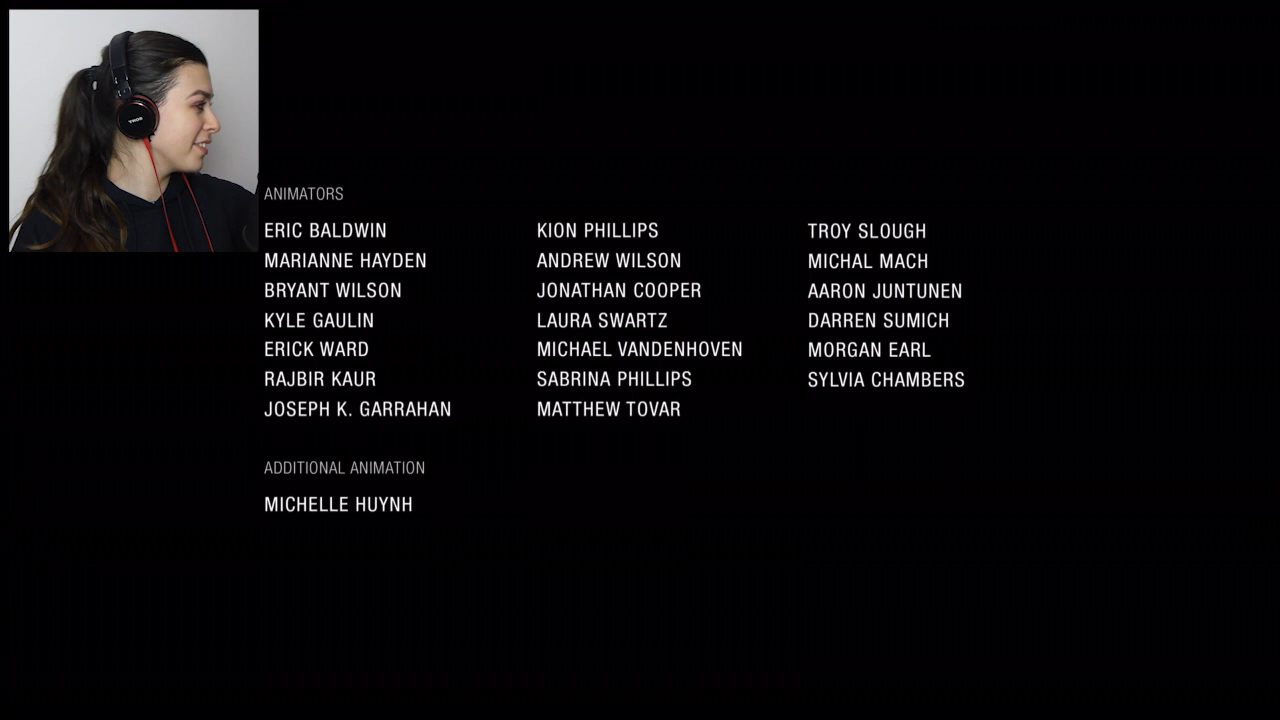 ANIMATORS
ERIC BALDWIN
MARIANNE HAYDEN
BRYANT WILSON
KYLE GAULIN
ERICK WARD
RAJBIR KAUR
JOSEPH K. GARRAHAN
KION PHILLIPS
ANDREW WILSON
JONATHAN COOPER
LAURA SWARTZ
MICHAEL VANDENHOVEN
SABRINA PHILLIPS
MATTHEW TOVAR
TROY SLOUGH
MICHAL MACH
AARON JUNTUNEN
DARREN SUMICH
MORGAN EARL
SYLVIA CHAMBERS
ADDITIONAL ANIMATION
MICHELLE HUYNH